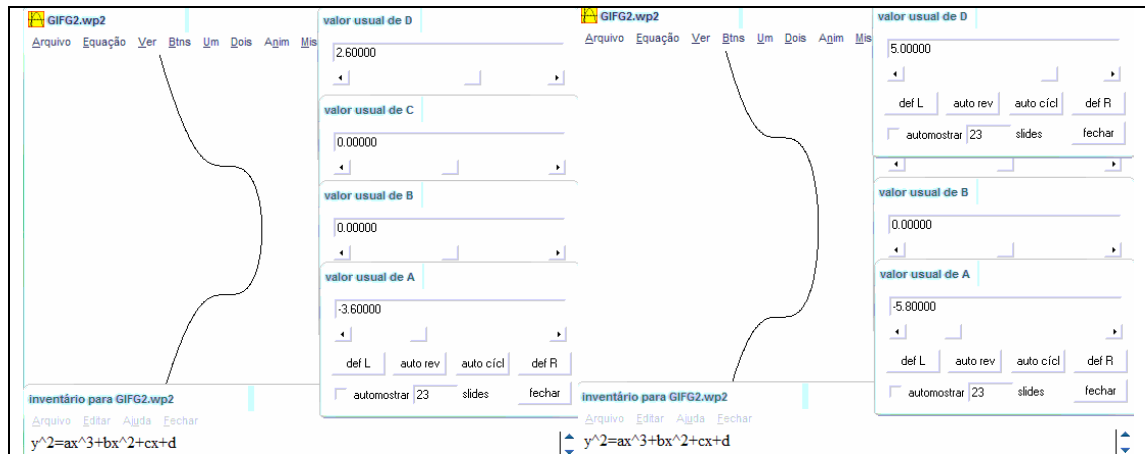 GIFG2.wp2
Arquivo Equação Ver Btns Um Dois Anim Mis
valor usual de D
2.60000
valor usual de C
0.00000
valor usual de B
0.00000
valor usual de A
-3.60000
def L auto rev auto cícl def R
automostrar 23 slides fechar
inventário para GIFG2.wp2
Arquivo Editar Ajuda Fechar
y^2=ax^3+bx^2+cx+d
GIFG2.wp2
Arquivo Equação Ver Btns Um Dois Anim Mis
valor usual de D
5.00000
def L auto rev auto cícl def R
automostrar 23 slides fechar
valor usual de B
0.00000
valor usual de A
-5.80000
def L auto rev auto cícl def R
automostrar 23 slides fechar
inventário para GIFG2.wp2
Arquivo Editar Ajuda Fechar
y^2=ax^3+bx^2+cx+d